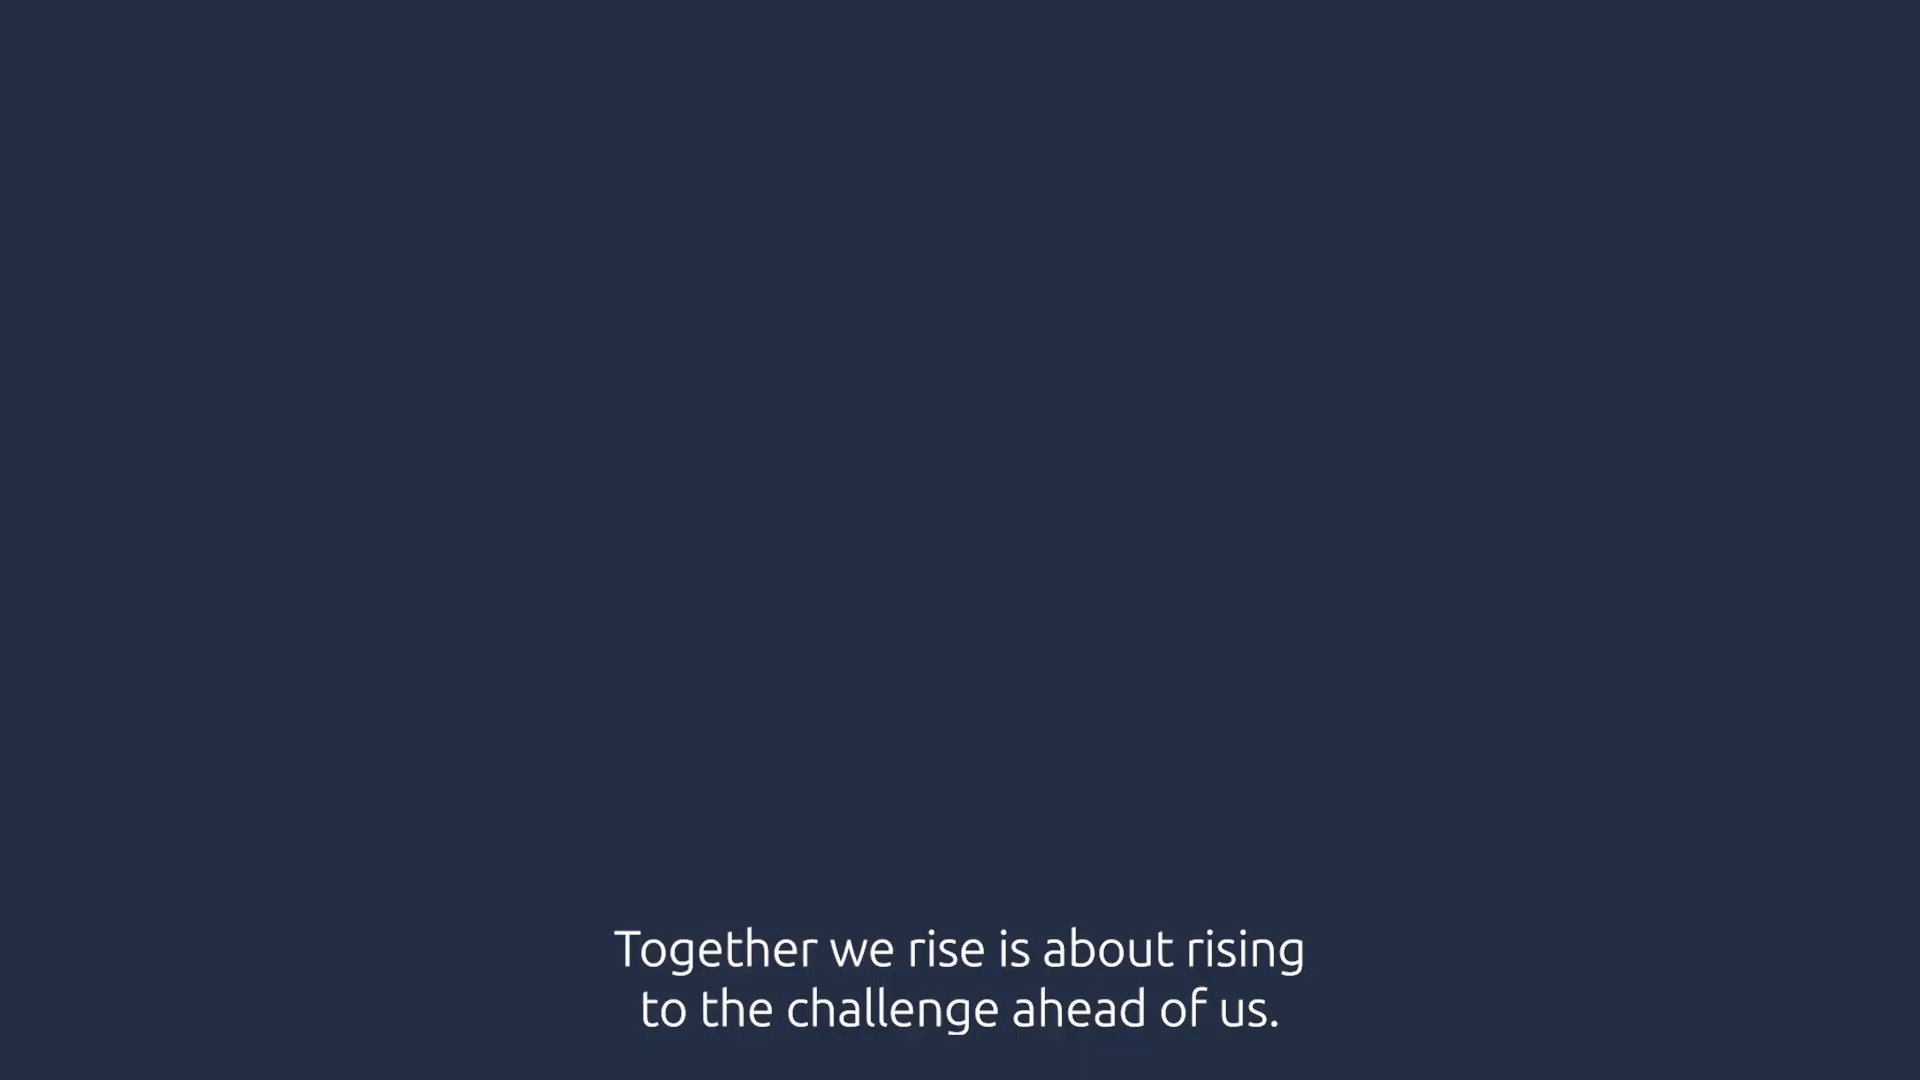 Together we rise is about rising
to the challenge ahead of us.